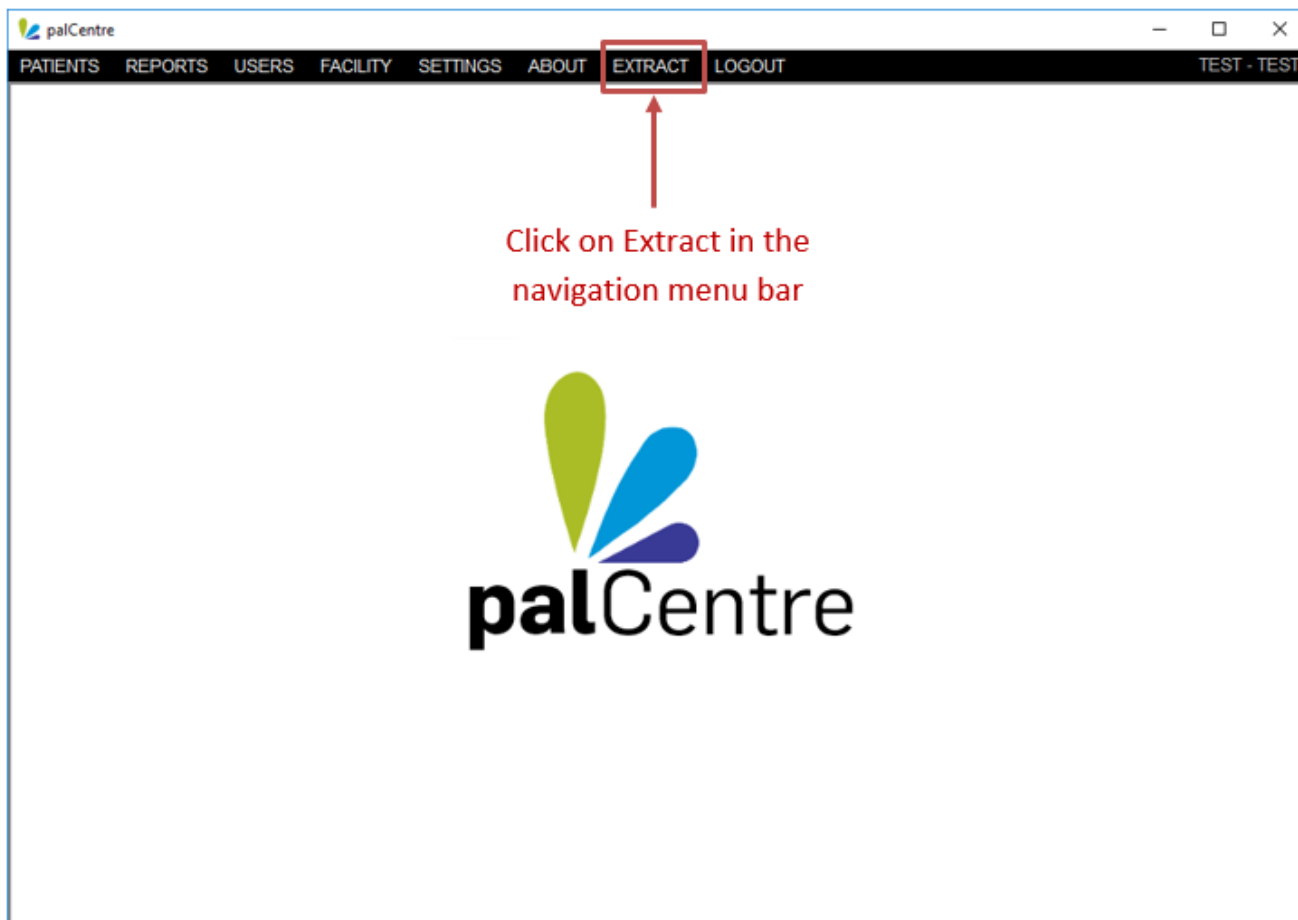 palCentre
PATIENTS REPORTS USERS FACILITY SETTINGS ABOUT EXTRACT LOGOUT TEST - TEST
Click on Extract in the
navigation menu bar
palCentre